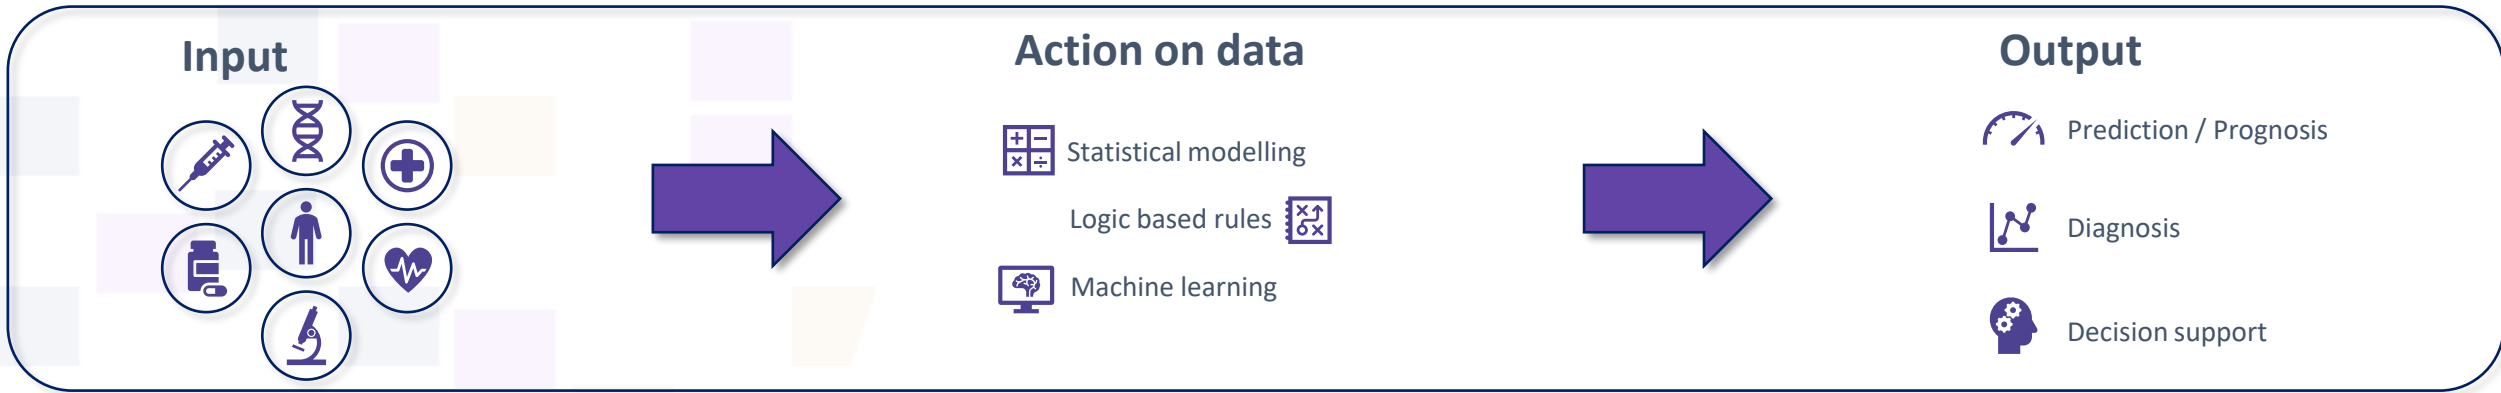 Input
Action on data
Statistical modelling
Logic based rules
Machine learning
Output
Prediction / Prognosis
Diagnosis
Decision support